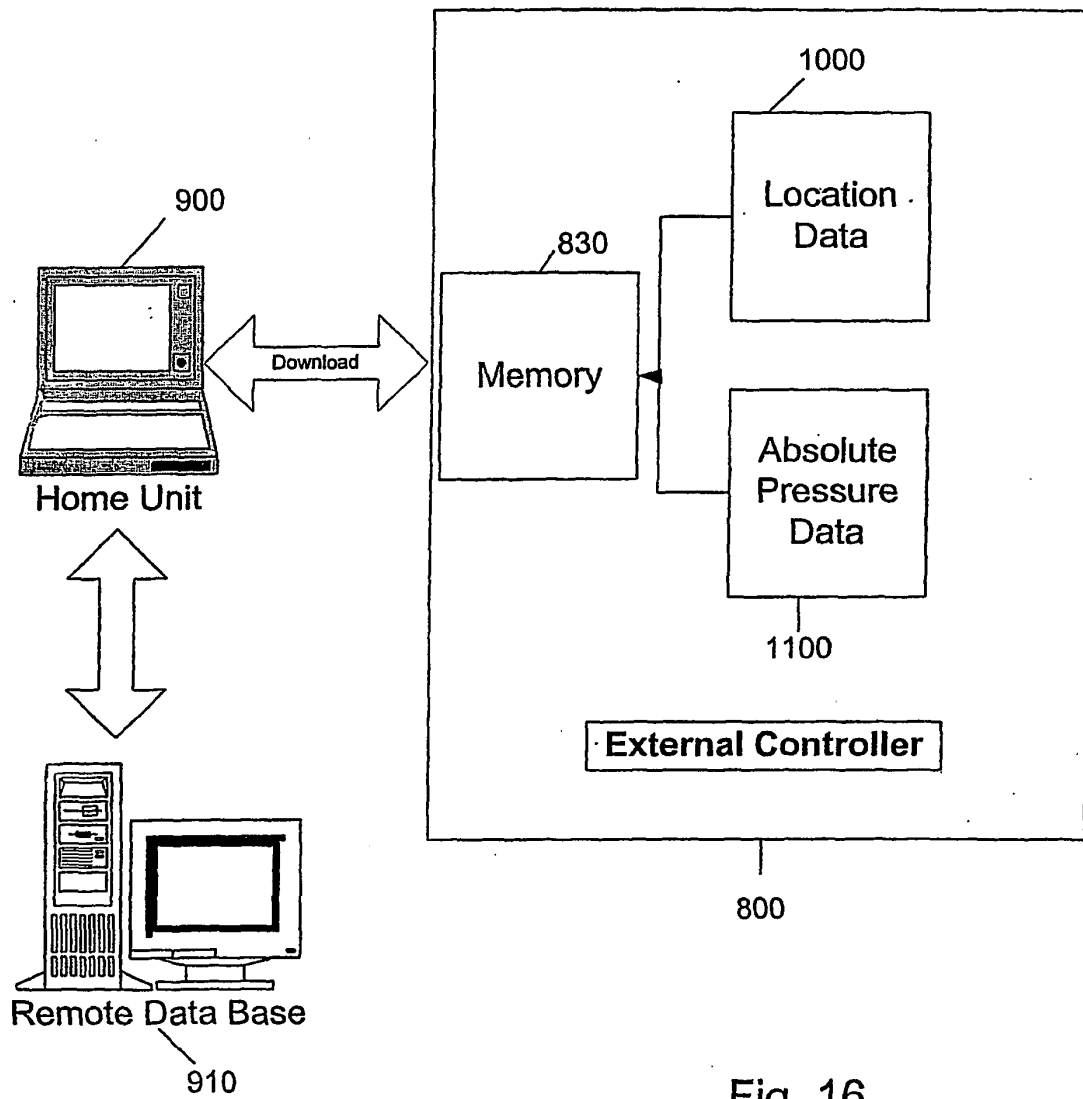 1000
Location
Data
900
830
Download
Memory
Absolute
Pressure
Data
Home Unit
1100
External Controller
800
Remote Data Base
910
Fig. 16